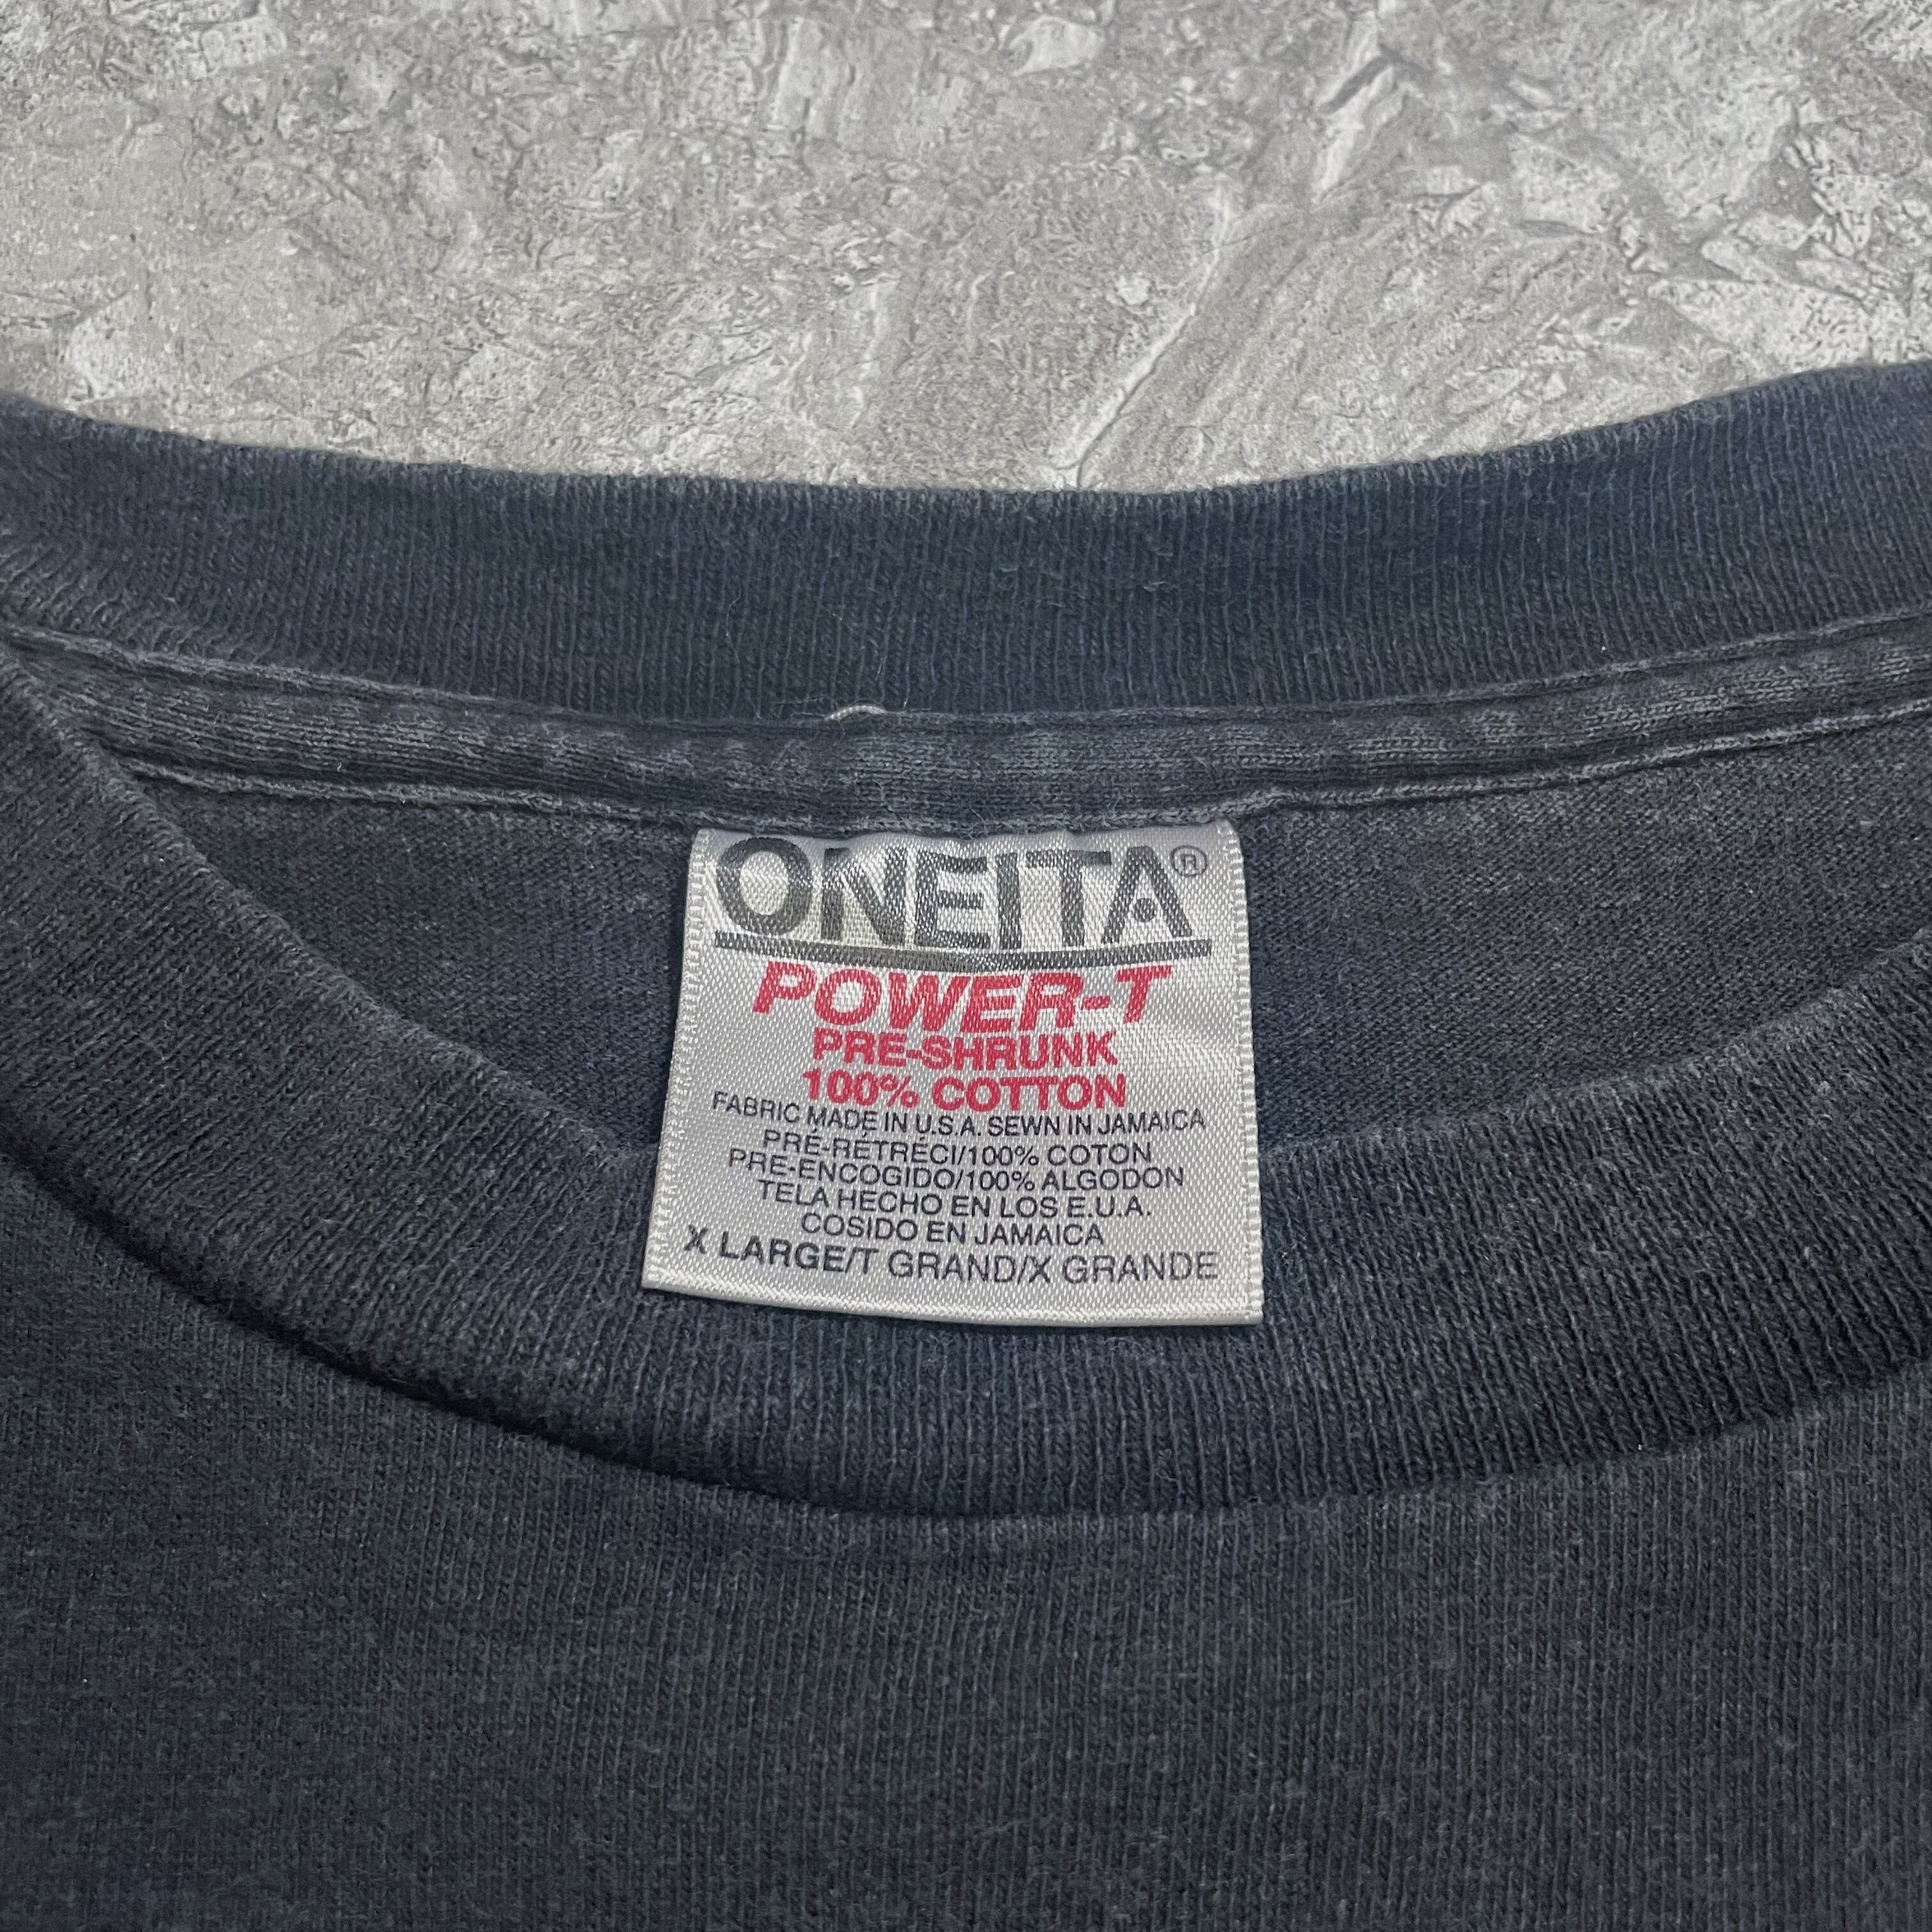 ONEITA®
POWER-T
PRE-SHRUNK
100% COTTON
FABRIC MADE IN U.S.A. SEWN IN JAMAICA
PRÉ-RÉTRÉCI/100% COTON
PRE-ENCOGIDO/100% ALGODON
TELA HECHO EN LOS E.U.A.
COSIDO EN JAMAICA
X LARGE/T GRAND/X GRANDE